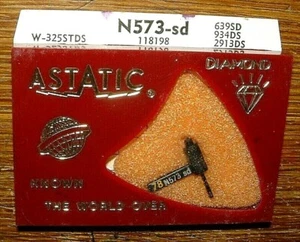 N573-sd
639SD
W-325STDS
118198
934DS
2913DS
ASTATIC
DIAMOND
78 N573 sd
KNOWN
THE WORLD OVER